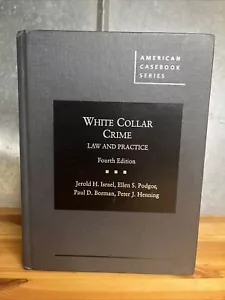 AMERICAN
CASEBOOK
SERIES
WHITE COLLAR
CRIME
LAW AND PRACTICE
Fourth Edition
Jerold H. Israel, Ellen S. Podgor,
Paul D. Borman, Peter J. Henning